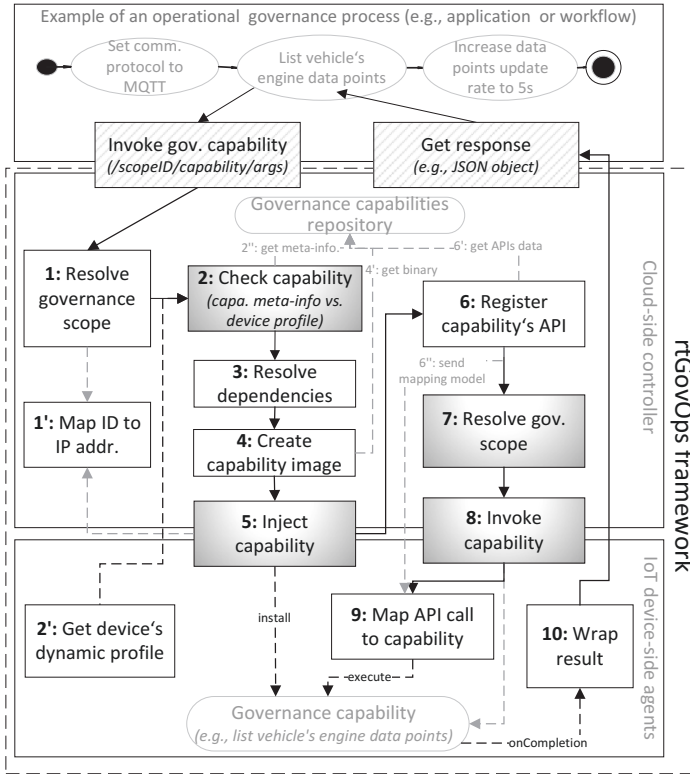 Example of an operational governance process (e.g., application or workflow)
Set comm.
protocol to
MQTT
List vehicle's
engine data points
Increase data
points update
rate to 5s
Invoke gov. capability
(/scopeID/capability/args)
Get response
(e.g., JSON object)
Governance capabilities
repository
2'': get meta-info.
4': get binary
6': get APIs data
1: Resolve
governance
scope
2: Check capability
(capa. meta-info vs.
device profile)
6: Register
capability's API
3: Resolve
dependencies
6'': send
mapping model
1': Map ID to
IP addr.
4: Create
capability image
7: Resolve gov.
scope
5: Inject
capability
8: Invoke
capability
Cloud-side controller
rtGovOps framework
2': Get device's
dynamic profile
install
9: Map API call
to capability
10: Wrap
result
execute
Governance capability
(e.g., list vehicle's engine data points)
onCompletion
IoT device-side
agents